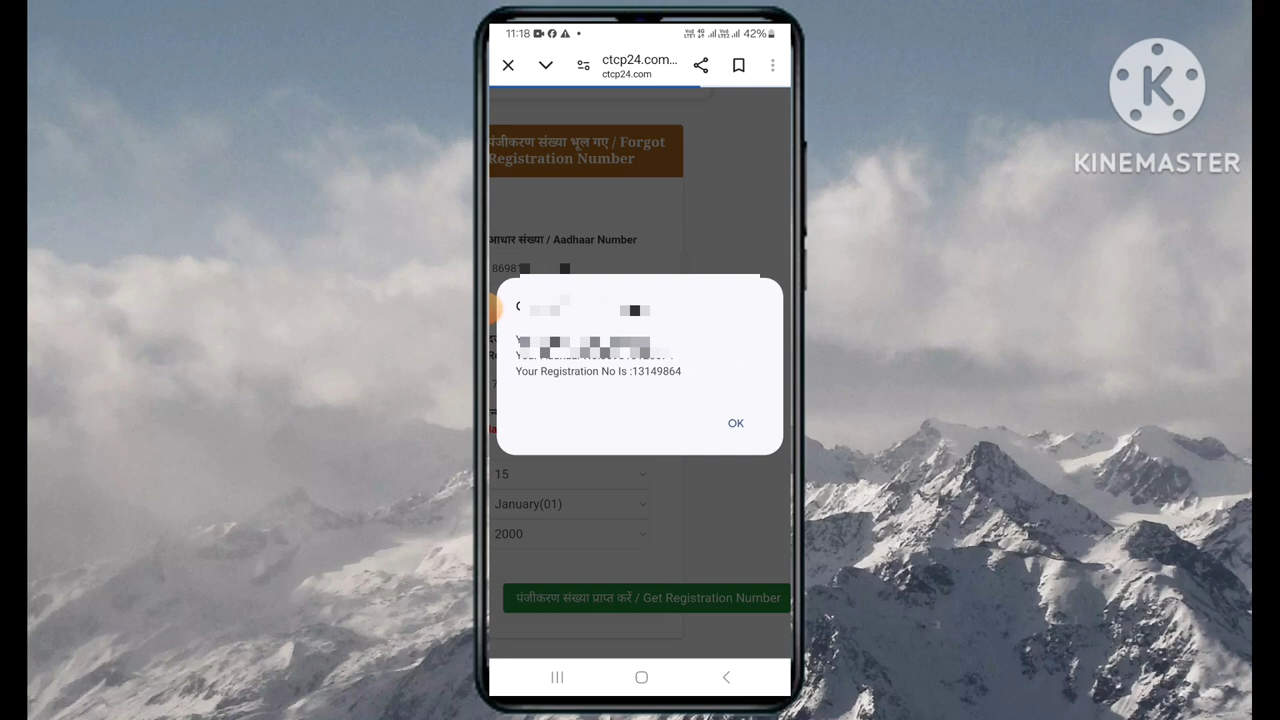 11:18
42%
ctcp24.com...
ctcp24.com
KINEMASTER
पंजीकरण संख्या भूल गए / Forgot
Registration Number
आधार संख्या / Aadhaar Number
8698
Your Registration No Is :13149864
OK
15
January(01)
2000
पंजीकरण संख्या प्राप्त करें / Get Registration Number